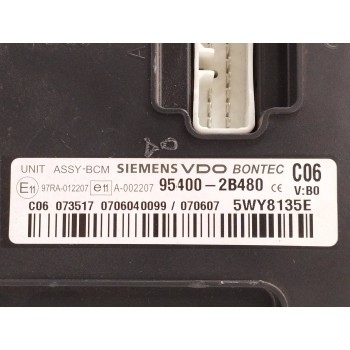 UNIT ASSY-BCM SIEMENS VDO BONTEC C06
E11 97RA-012207 e11 A-002207 95400-2B480 CE V:B0
C06 073517 0706040099 / 070607 5WY8135E